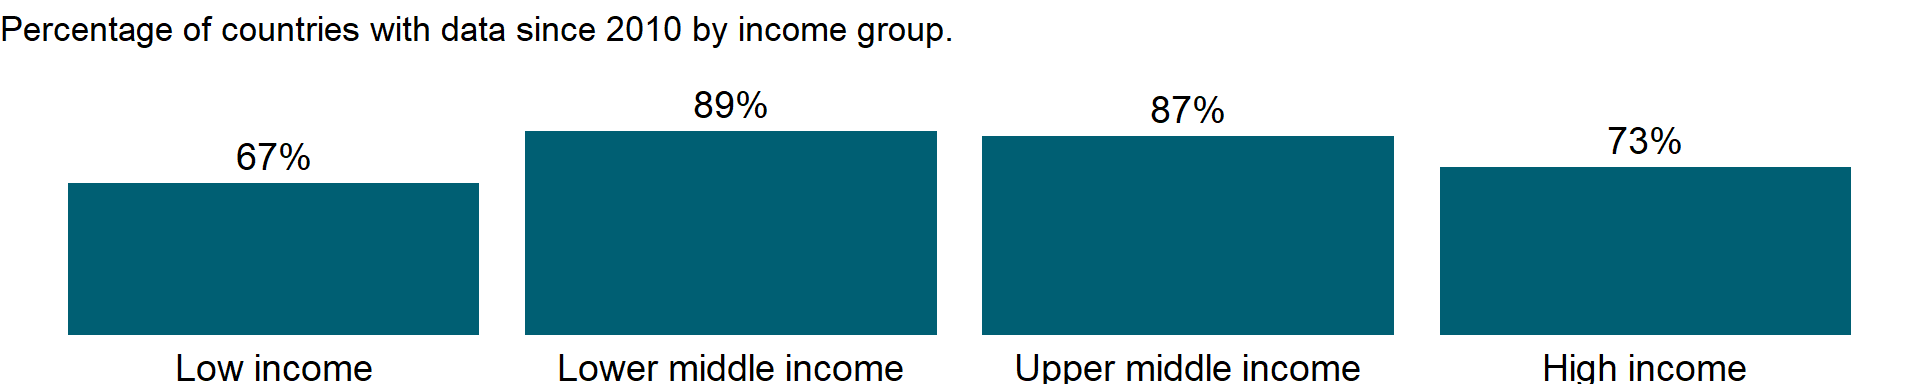 Percentage of countries with data since 2010 by income group.
67%
89%
87%
73%
Low income
Lower middle income
Upper middle income
High income